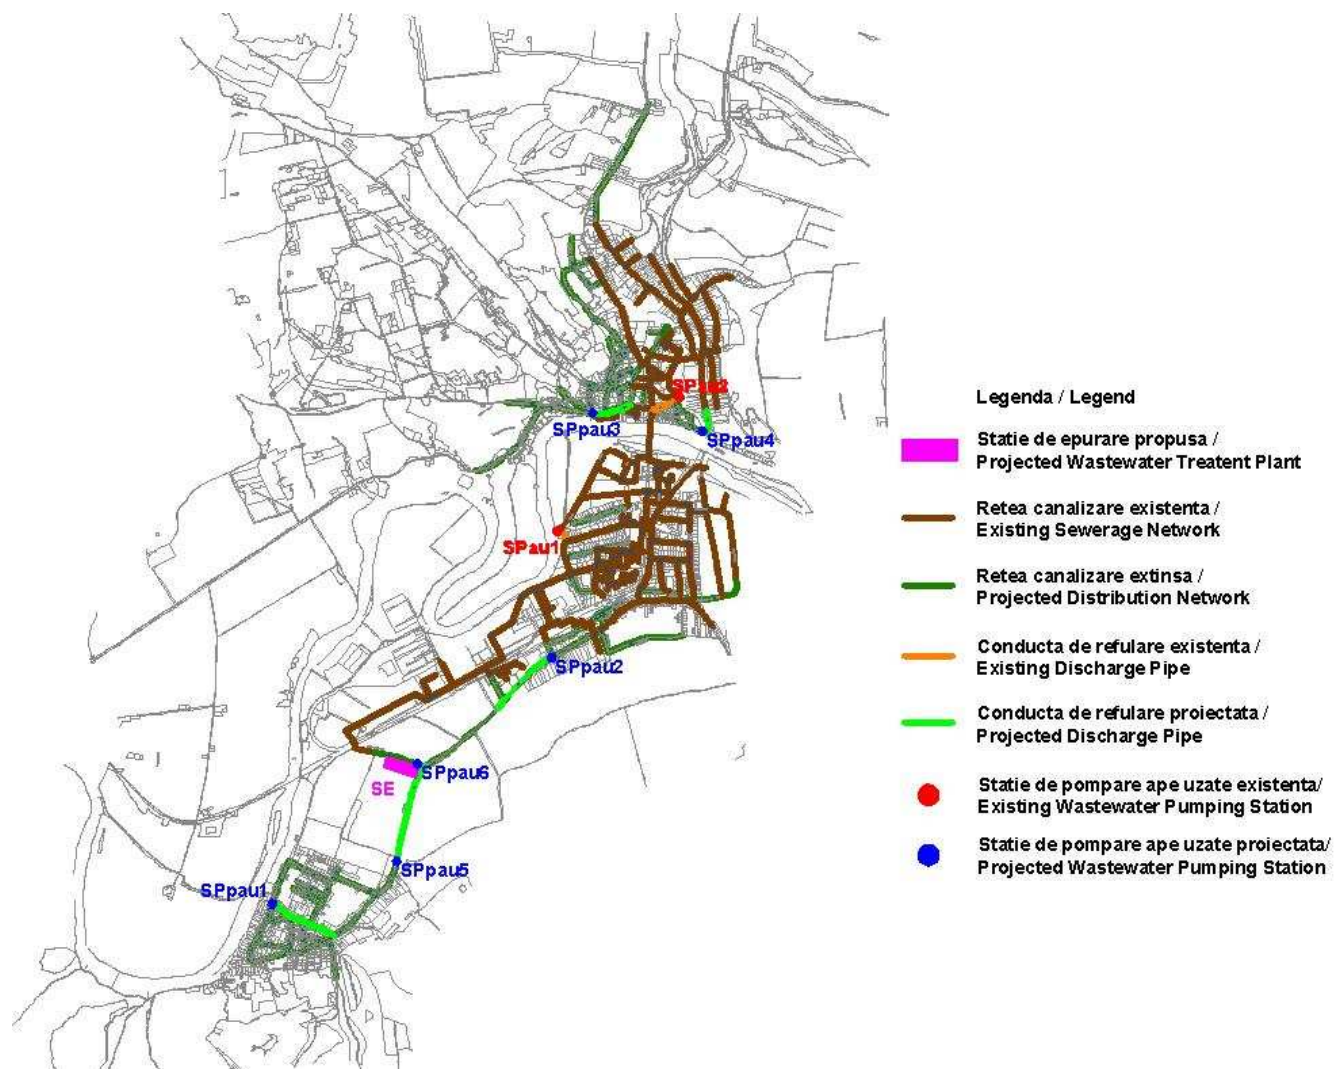 SPau2
SPpau3
SPpau4
SPau1
SPpau2
SPpau6
SE
SPpau5
SPpau1
Legenda / Legend
Statie de epurare propusa /
Projected Wastewater Treatent Plant
Retea canalizare existenta /
Existing Sewerage Network
Retea canalizare extinsa /
Projected Distribution Network
Conducta de refulare existenta /
Existing Discharge Pipe
Conducta de refulare proiectata /
Projected Discharge Pipe
Statie de pompare ape uzate existenta/
Existing Wastewater Pumping Station
Statie de pompare ape uzate proiectata/
Projected Wastewater Pumping Station